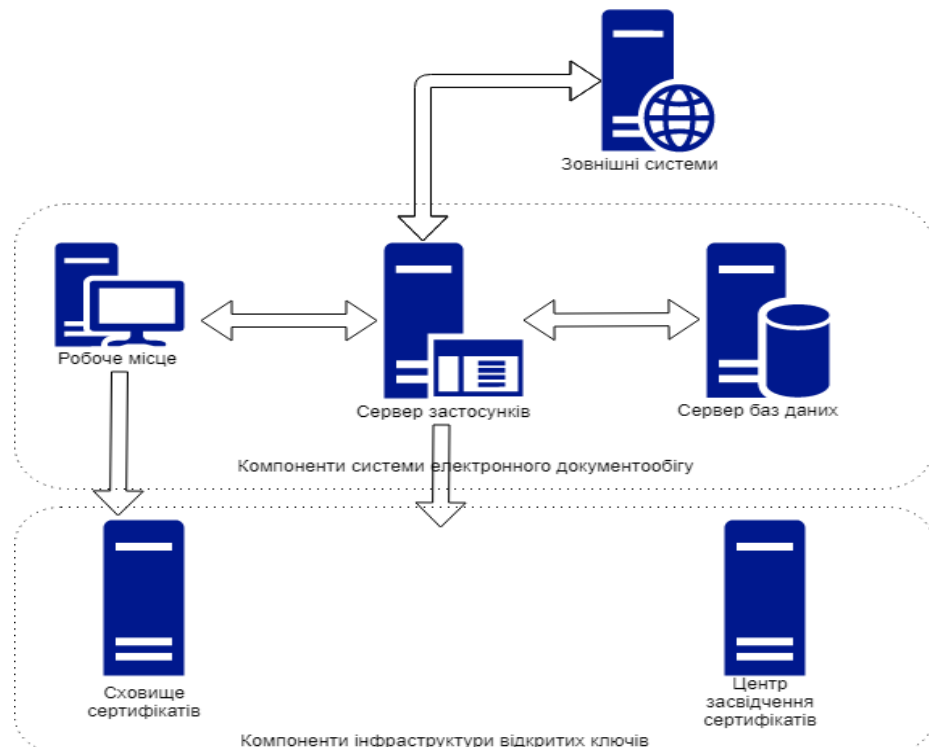 Зовнішні системи
Робоче місце
Сервер застосунків
Сервер баз даних
Компоненти системи електронного документообігу
Сховище
сертифікатів
Центр
засвідчення
сертифікатів
Компоненти інфраструктури відкритих ключів